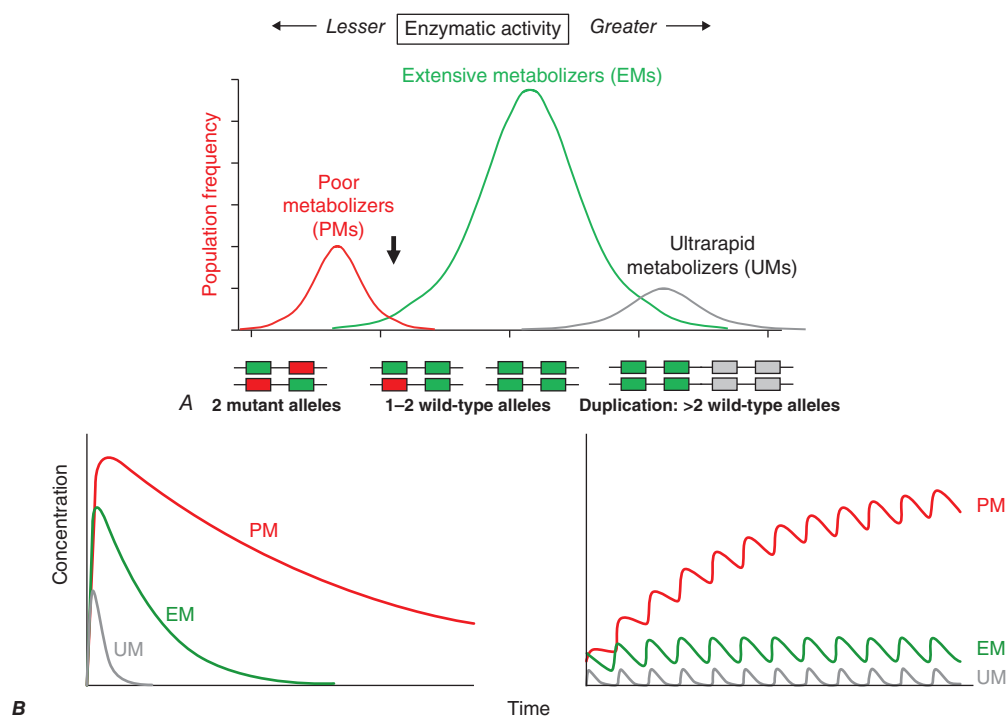 Lesser Enzymatic activity Greater
Extensive metabolizers (EMs)
Population frequency
Poor
metabolizers
(PMs)
Ultrarapid
metabolizers (UMs)
A 2 mutant alleles 1–2 wild-type alleles Duplication: >2 wild-type alleles
Concentration
PM
EM
UM
PM
EM
UM
B Time